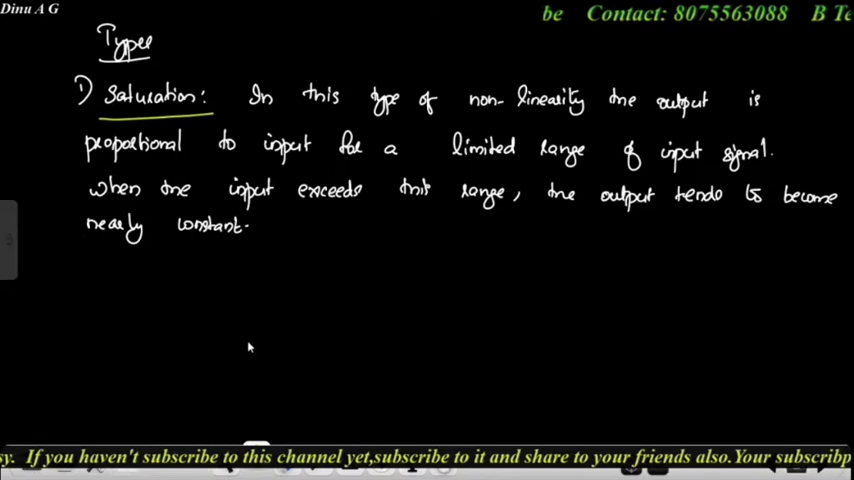 Dinu A G
be Contact: 8075563088 B Te
Types
1) Saturation: In this type of non-linearity the output is
proportional to input for a limited range of input signal.
when the input exceeds this range, the output tends to become
nearly constant.
sy. If you haven't subscribe to this channel yet,subscribe to it and share to your friends also.Your subscribp